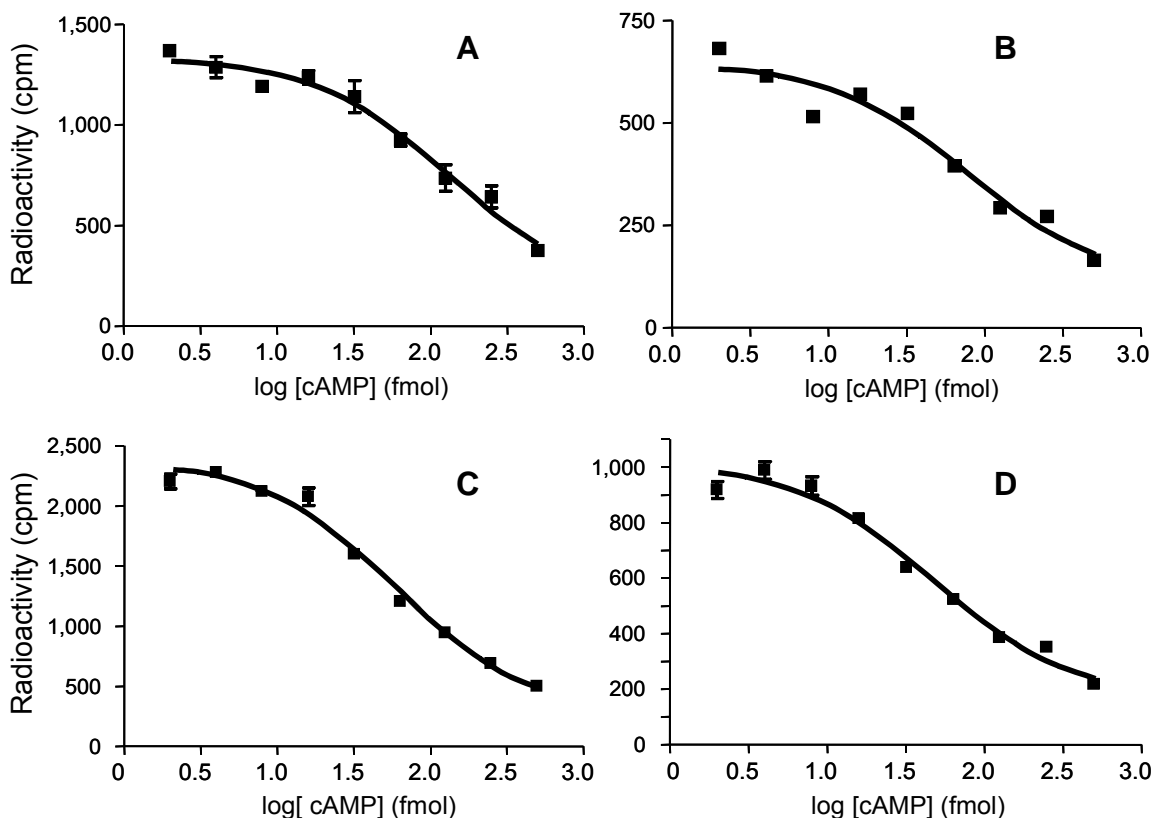 A
Radioactivity (cpm)
1,500
1,000
500
0
0.0 0.5 1.0 1.5 2.0 2.5 3.0
log [cAMP] (fmol)
B
750
500
250
0
0.0 0.5 1.0 1.5 2.0 2.5 3.0
log [cAMP] (fmol)
C
Radioactivity (cpm)
2,500
2,000
1,500
1,000
500
0
0 0.5 1.0 1.5 2.0 2.5 3.0
log[ cAMP] (fmol)
D
1,000
800
600
400
200
0
0 0.5 1.0 1.5 2.0 2.5 3.0
log [cAMP] (fmol)